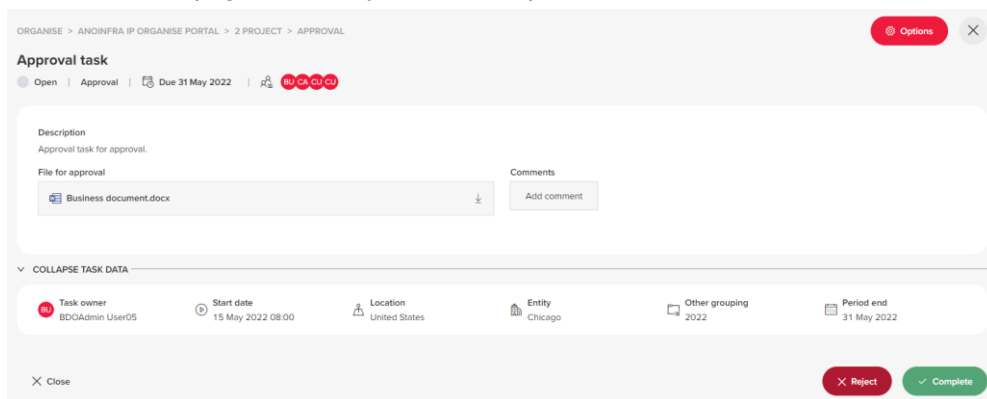 ORGANISE > ANOINFRA IP ORGANISE PORTAL > 2 PROJECT > APPROVAL
Options
Approval task
Open | Approval | Due 31 May 2022 | BU CA CU CU
Description
Approval task for approval.
File for approval
Comments
Business document.docx
Add comment
COLLAPSE TASK DATA
BU
Task owner
BDOAdmin User05
Start date
15 May 2022 08:00
Location
United States
Entity
Chicago
Other grouping
2022
Period end
31 May 2022
Close
Reject
Complete